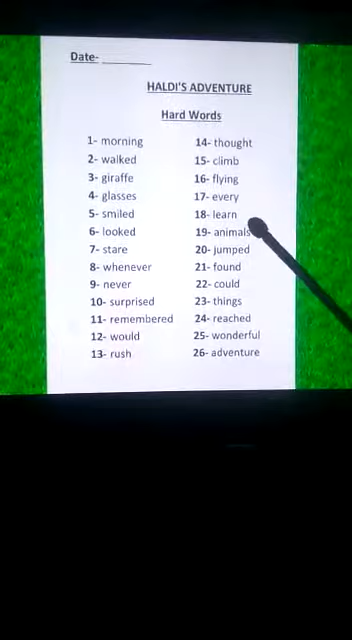 Date- ________
HALDI'S ADVENTURE
Hard Words
1- morning
2- walked
3- giraffe
4- glasses
5- smiled
6- looked
7- stare
8- whenever
9- never
10- surprised
11- remembered
12- would
13- rush
14- thought
15- climb
16- flying
17- every
18- learn
19- animals
20- jumped
21- found
22- could
23- things
24- reached
25- wonderful
26- adventure